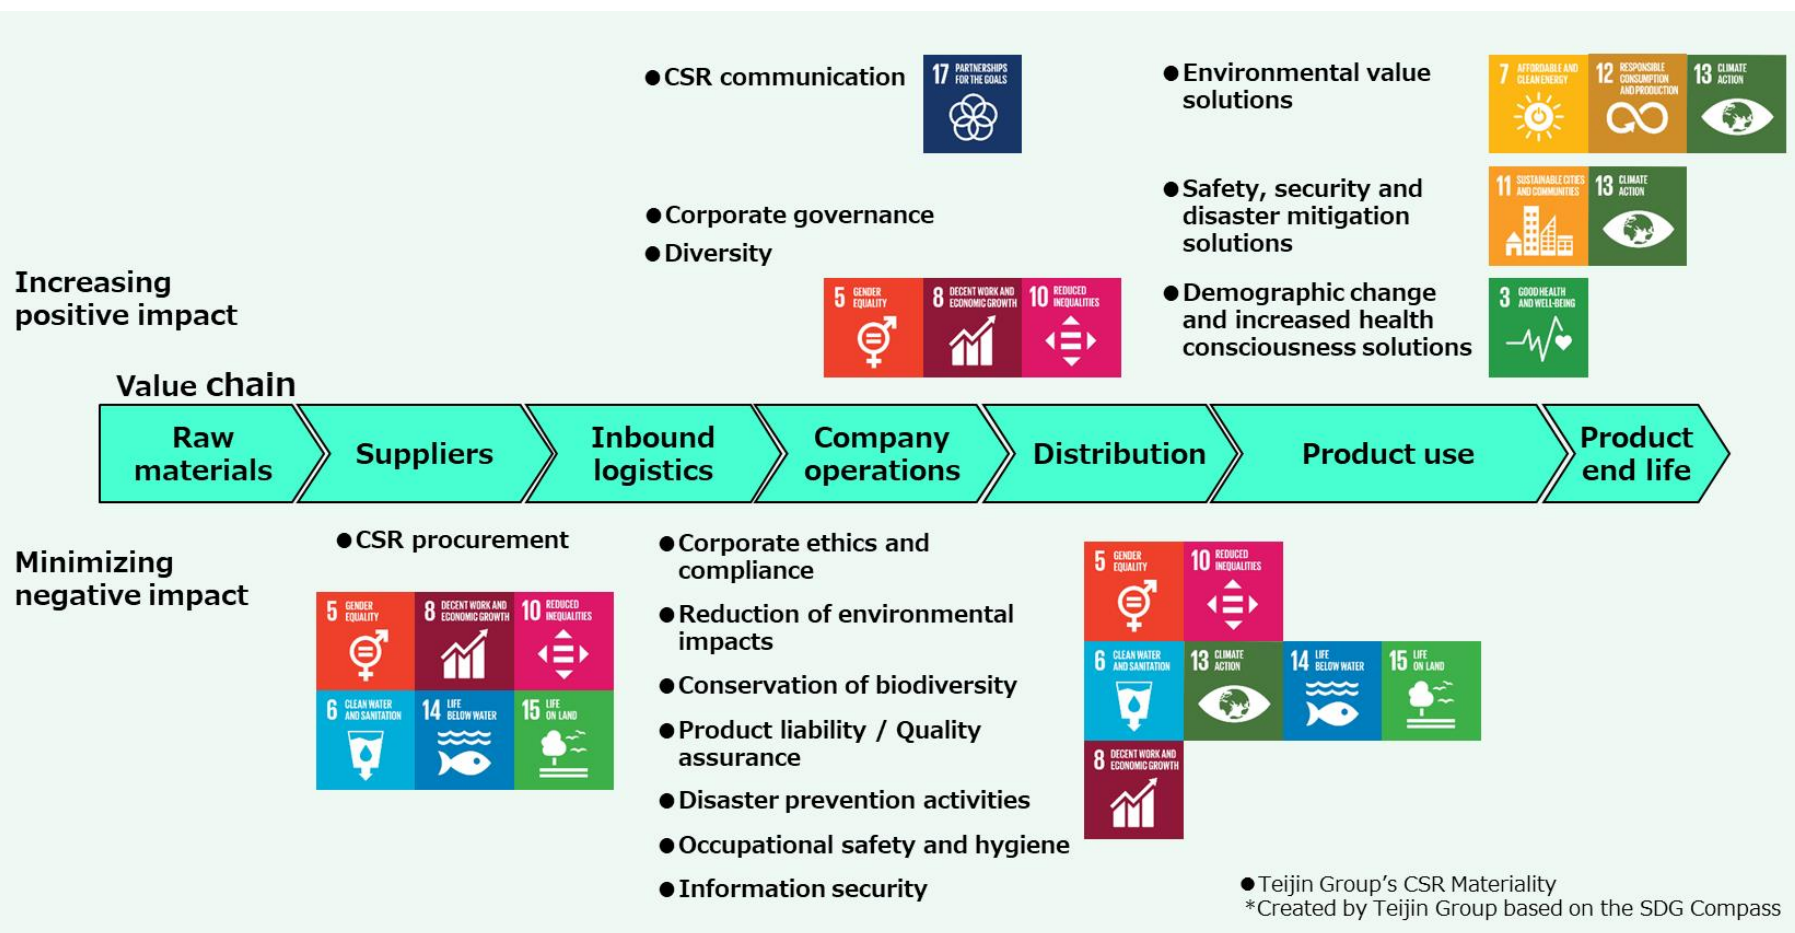 ●CSR communication
17 PARTNERSHIPS
FOR THE GOALS
●Environmental value
solutions
7 AFFORDABLE AND
CLEAN ENERGY
12 RESPONSIBLE
CONSUMPTION
AND PRODUCTION
13 CLIMATE
ACTION
●Corporate governance
●Diversity
●Safety, security and
disaster mitigation
solutions
11 SUSTAINABLE CITIES
AND COMMUNITIES
13 CLIMATE
ACTION
Increasing
positive impact
5 GENDER
EQUALITY
8 DECENT WORK AND
ECONOMIC GROWTH
10 REDUCED
INEQUALITIES
●Demographic change
and increased health
consciousness solutions
3 GOOD HEALTH
AND WELL-BEING
Value chain
Raw
materials
Suppliers
Inbound
logistics
Company
operations
Distribution
Product use
Product
end life
Minimizing
negative impact
●CSR procurement
5 GENDER
EQUALITY
8 DECENT WORK AND
ECONOMIC GROWTH
10 REDUCED
INEQUALITIES
6 CLEAN WATER
AND SANITATION
14 LIFE
BELOW WATER
15 LIFE
ON LAND
●Corporate ethics and
compliance
●Reduction of environmental
impacts
●Conservation of biodiversity
●Product liability / Quality
assurance
●Disaster prevention activities
●Occupational safety and hygiene
●Information security
5 GENDER
EQUALITY
10 REDUCED
INEQUALITIES
6 CLEAN WATER
AND SANITATION
13 CLIMATE
ACTION
14 LIFE
BELOW WATER
15 LIFE
ON LAND
8 DECENT WORK AND
ECONOMIC GROWTH
●Teijin Group's CSR Materiality
*Created by Teijin Group based on the SDG Compass